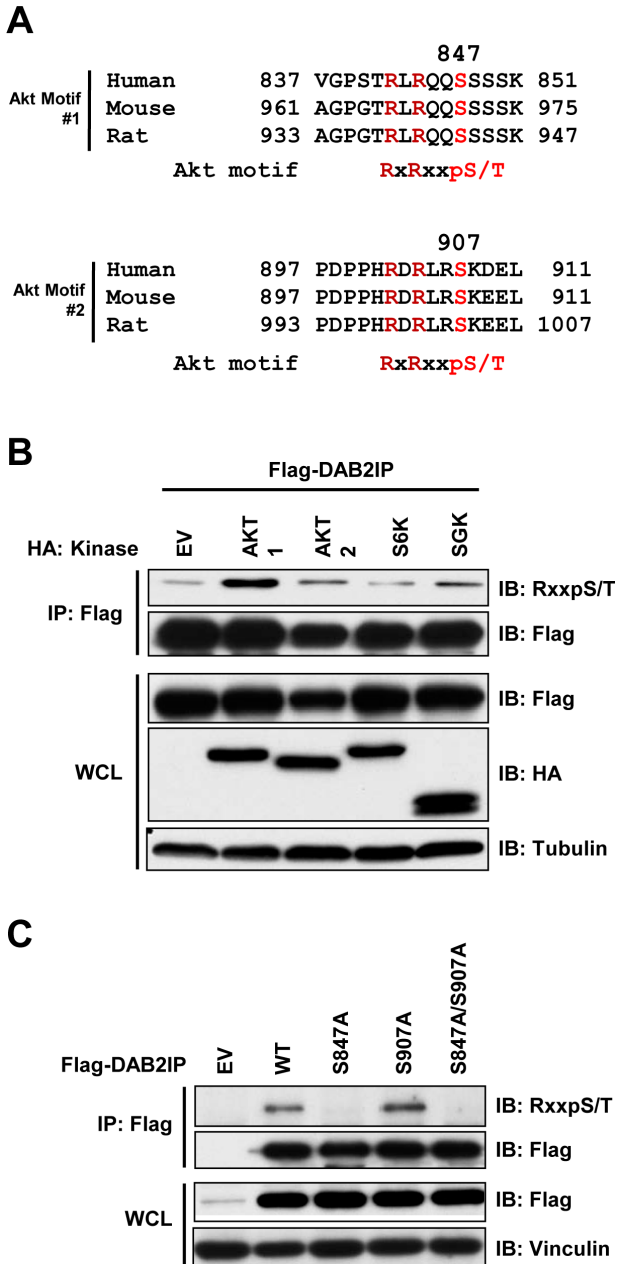 A
847
Akt Motif #1
Human 837 VGPSTRLRQQSSSSK 851
Mouse 961 AGPGTRLRQQSSSSK 975
Rat 933 AGPGTRLRQQSSSSK 947
Akt motif RxRxxpS/T
907
Akt Motif #2
Human 897 PDPPHRDRLRSKDEL 911
Mouse 897 PDPPHRDRLRSKEEL 911
Rat 993 PDPPHRDRLRSKEEL 1007
Akt motif RxRxxpS/T
B
Flag-DAB2IP
HA: Kinase EV AKT 1 AKT 2 S6K SGK
IP: Flag
IB: RxxpS/T
IB: Flag
WCL
IB: Flag
IB: HA
IB: Tubulin
C
Flag-DAB2IP EV WT S847A S907A S847A/S907A
IP: Flag
IB: RxxpS/T
IB: Flag
WCL
IB: Flag
IB: Vinculin